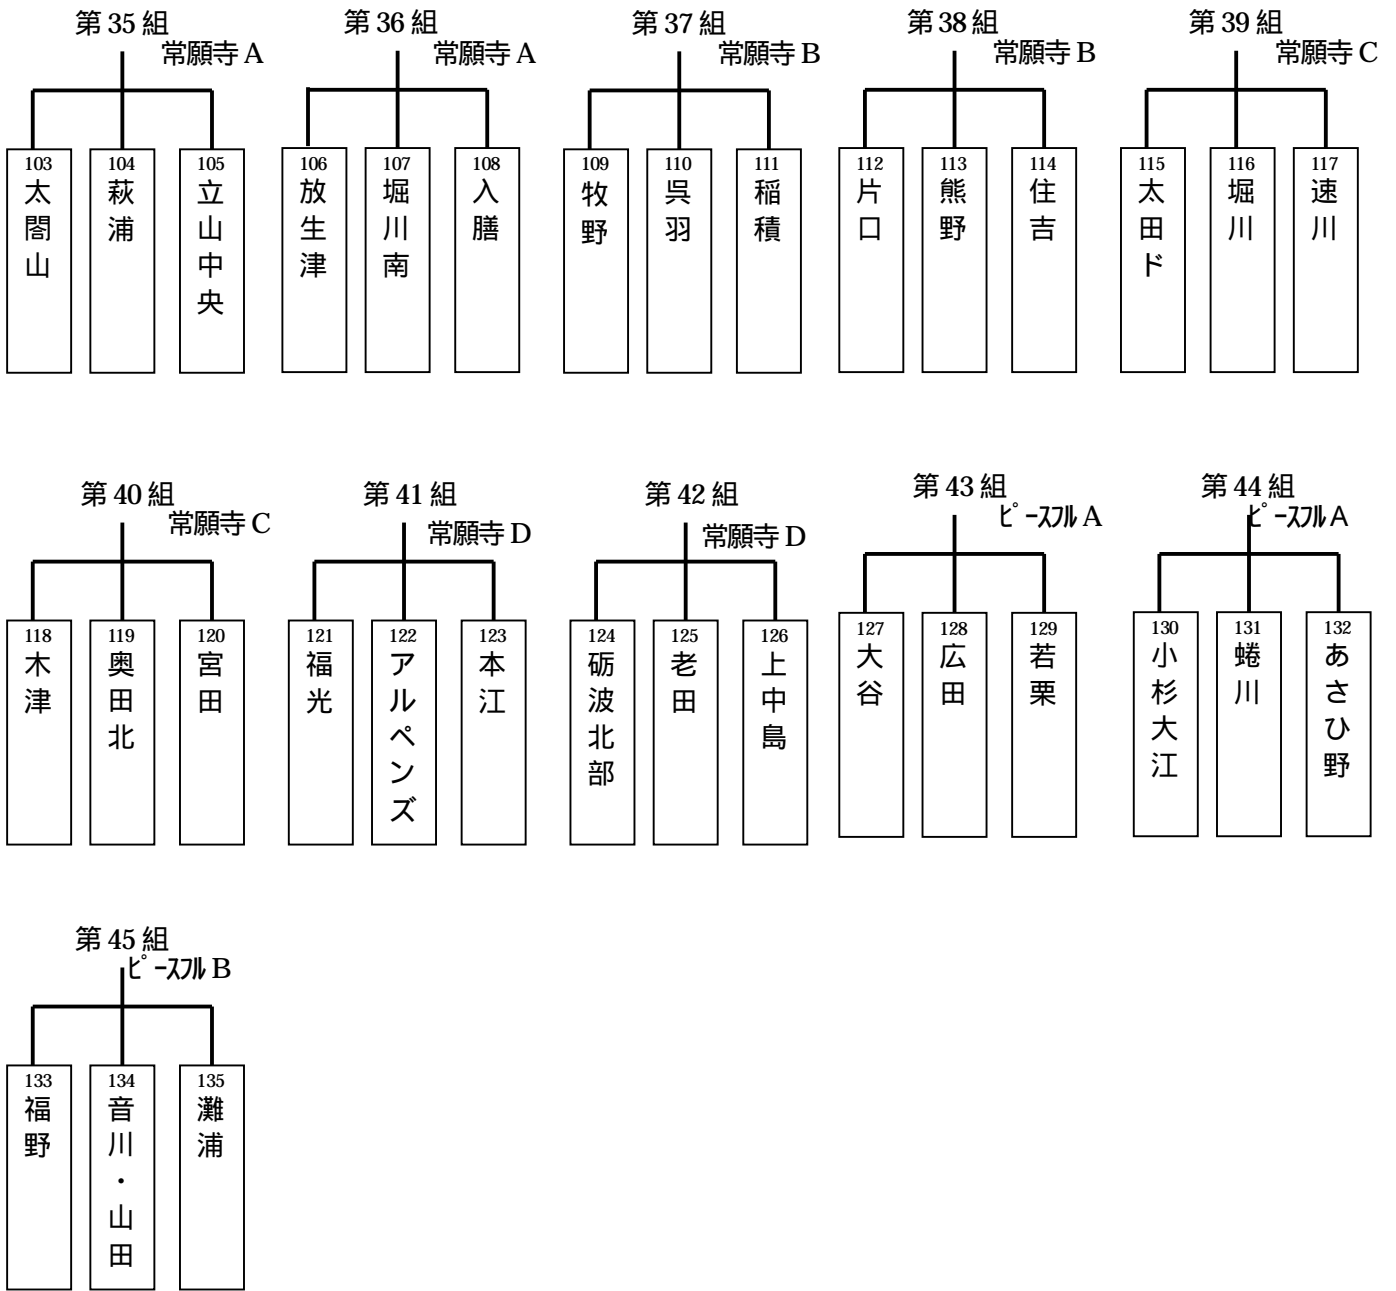 第35組
常願寺A
103 太閤山
104 萩浦
105 立山中央
第36組
常願寺A
106 放生津
107 堀川南
108 入膳
第37組
常願寺B
109 牧野
110 呉羽
111 稲積
第38組
常願寺B
112 片口
113 熊野
114 住吉
第39組
常願寺C
115 太田ド
116 堀川
117 速川
第40組
常願寺C
118 木津
119 奥田北
120 宮田
第41組
常願寺D
121 福光
122 アルペンズ
123 本江
第42組
常願寺D
124 砺波北部
125 老田
126 上中島
第43組
ピースフルA
127 大谷
128 広田
129 若栗
第44組
ピースフルA
130 小杉大江
131 蜷川
132 あさひ野
第45組
ピースフルB
133 福野
134 音川・山田
135 灘浦